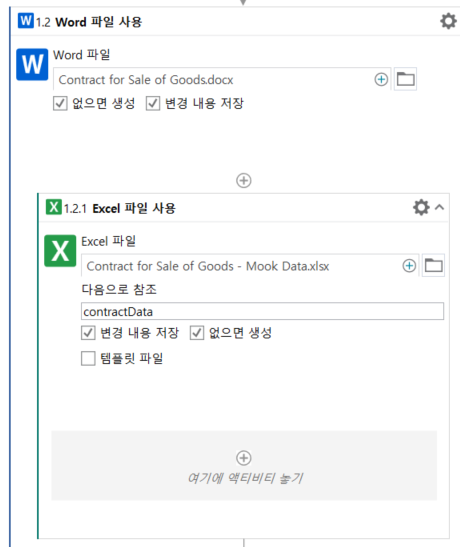 W 1.2 Word 파일 사용
W
Word 파일
Contract for Sale of Goods.docx
없으면 생성 변경 내용 저장
X 1.2.1 Excel 파일 사용
X
Excel 파일
Contract for Sale of Goods - Mook Data.xlsx
다음으로 참조
contractData
변경 내용 저장 없으면 생성
템플릿 파일
여기에 액티비티 놓기